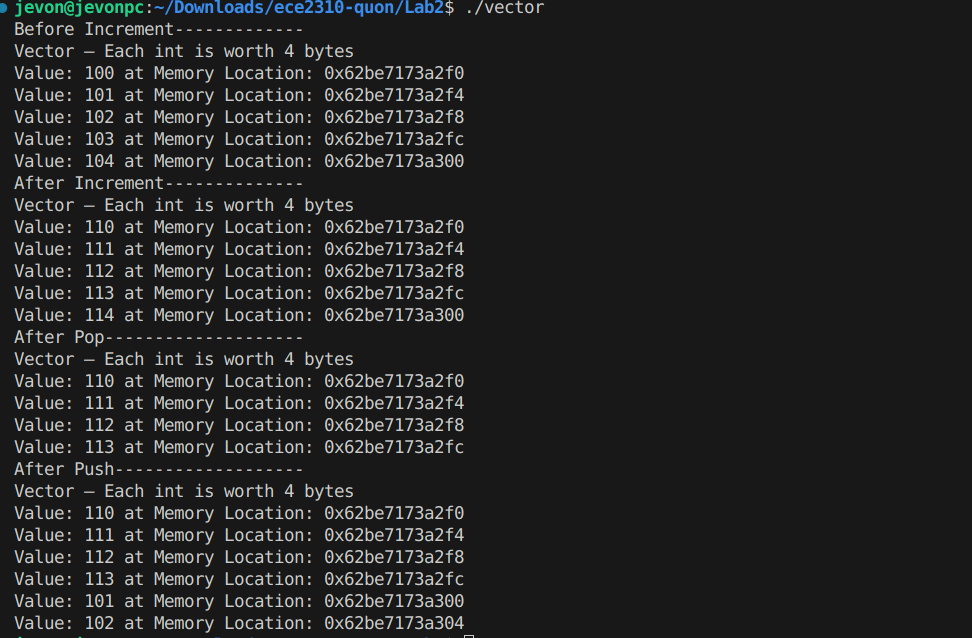 jevon@jevonpc:~/Downloads/ece2310-quon/Lab2$ ./vector
Before Increment-------------
Vector – Each int is worth 4 bytes
Value: 100 at Memory Location: 0x62be7173a2f0
Value: 101 at Memory Location: 0x62be7173a2f4
Value: 102 at Memory Location: 0x62be7173a2f8
Value: 103 at Memory Location: 0x62be7173a2fc
Value: 104 at Memory Location: 0x62be7173a300
After Increment--------------
Vector – Each int is worth 4 bytes
Value: 110 at Memory Location: 0x62be7173a2f0
Value: 111 at Memory Location: 0x62be7173a2f4
Value: 112 at Memory Location: 0x62be7173a2f8
Value: 113 at Memory Location: 0x62be7173a2fc
Value: 114 at Memory Location: 0x62be7173a300
After Pop--------------------
Vector – Each int is worth 4 bytes
Value: 110 at Memory Location: 0x62be7173a2f0
Value: 111 at Memory Location: 0x62be7173a2f4
Value: 112 at Memory Location: 0x62be7173a2f8
Value: 113 at Memory Location: 0x62be7173a2fc
After Push-------------------
Vector – Each int is worth 4 bytes
Value: 110 at Memory Location: 0x62be7173a2f0
Value: 111 at Memory Location: 0x62be7173a2f4
Value: 112 at Memory Location: 0x62be7173a2f8
Value: 113 at Memory Location: 0x62be7173a2fc
Value: 101 at Memory Location: 0x62be7173a300
Value: 102 at Memory Location: 0x62be7173a304